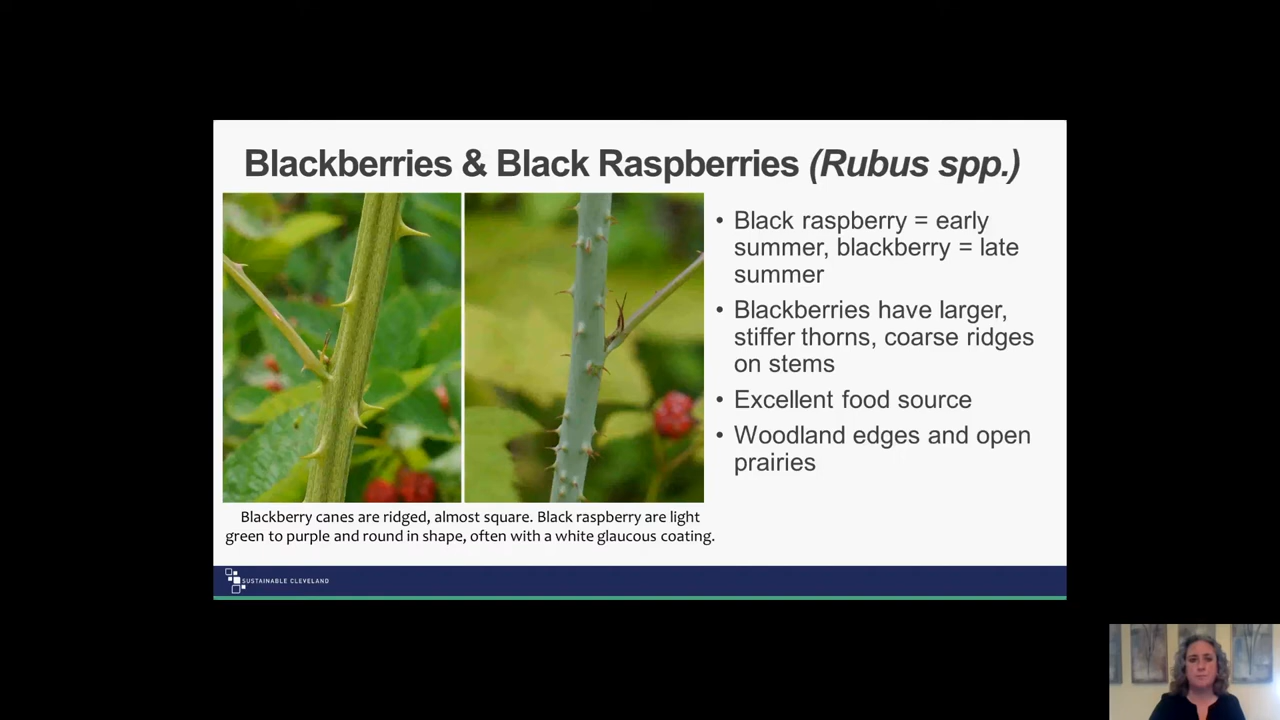 Blackberries & Black Raspberries (Rubus spp.)
• Black raspberry = early
summer, blackberry = late
summer
• Blackberries have larger,
stiffer thorns, coarse ridges
on stems
• Excellent food source
• Woodland edges and open
prairies
Blackberry canes are ridged, almost square. Black raspberry are light
green to purple and round in shape, often with a white glaucous coating.
SUSTAINABLE CLEVELAND